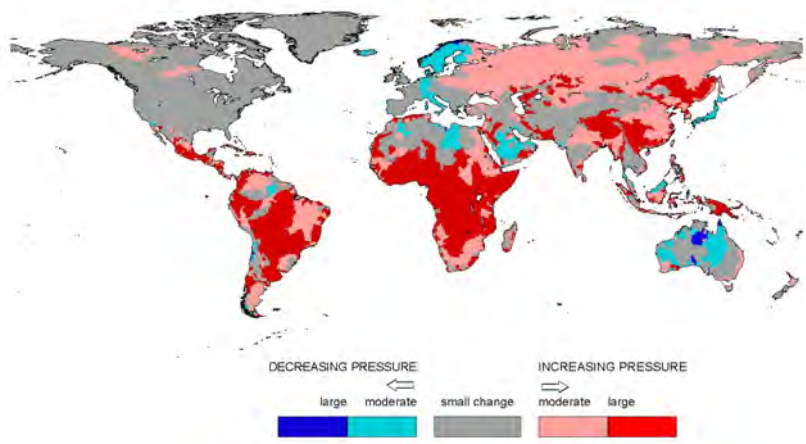 DECREASING PRESSURE
INCREASING PRESSURE
large
moderate
small change
moderate
large